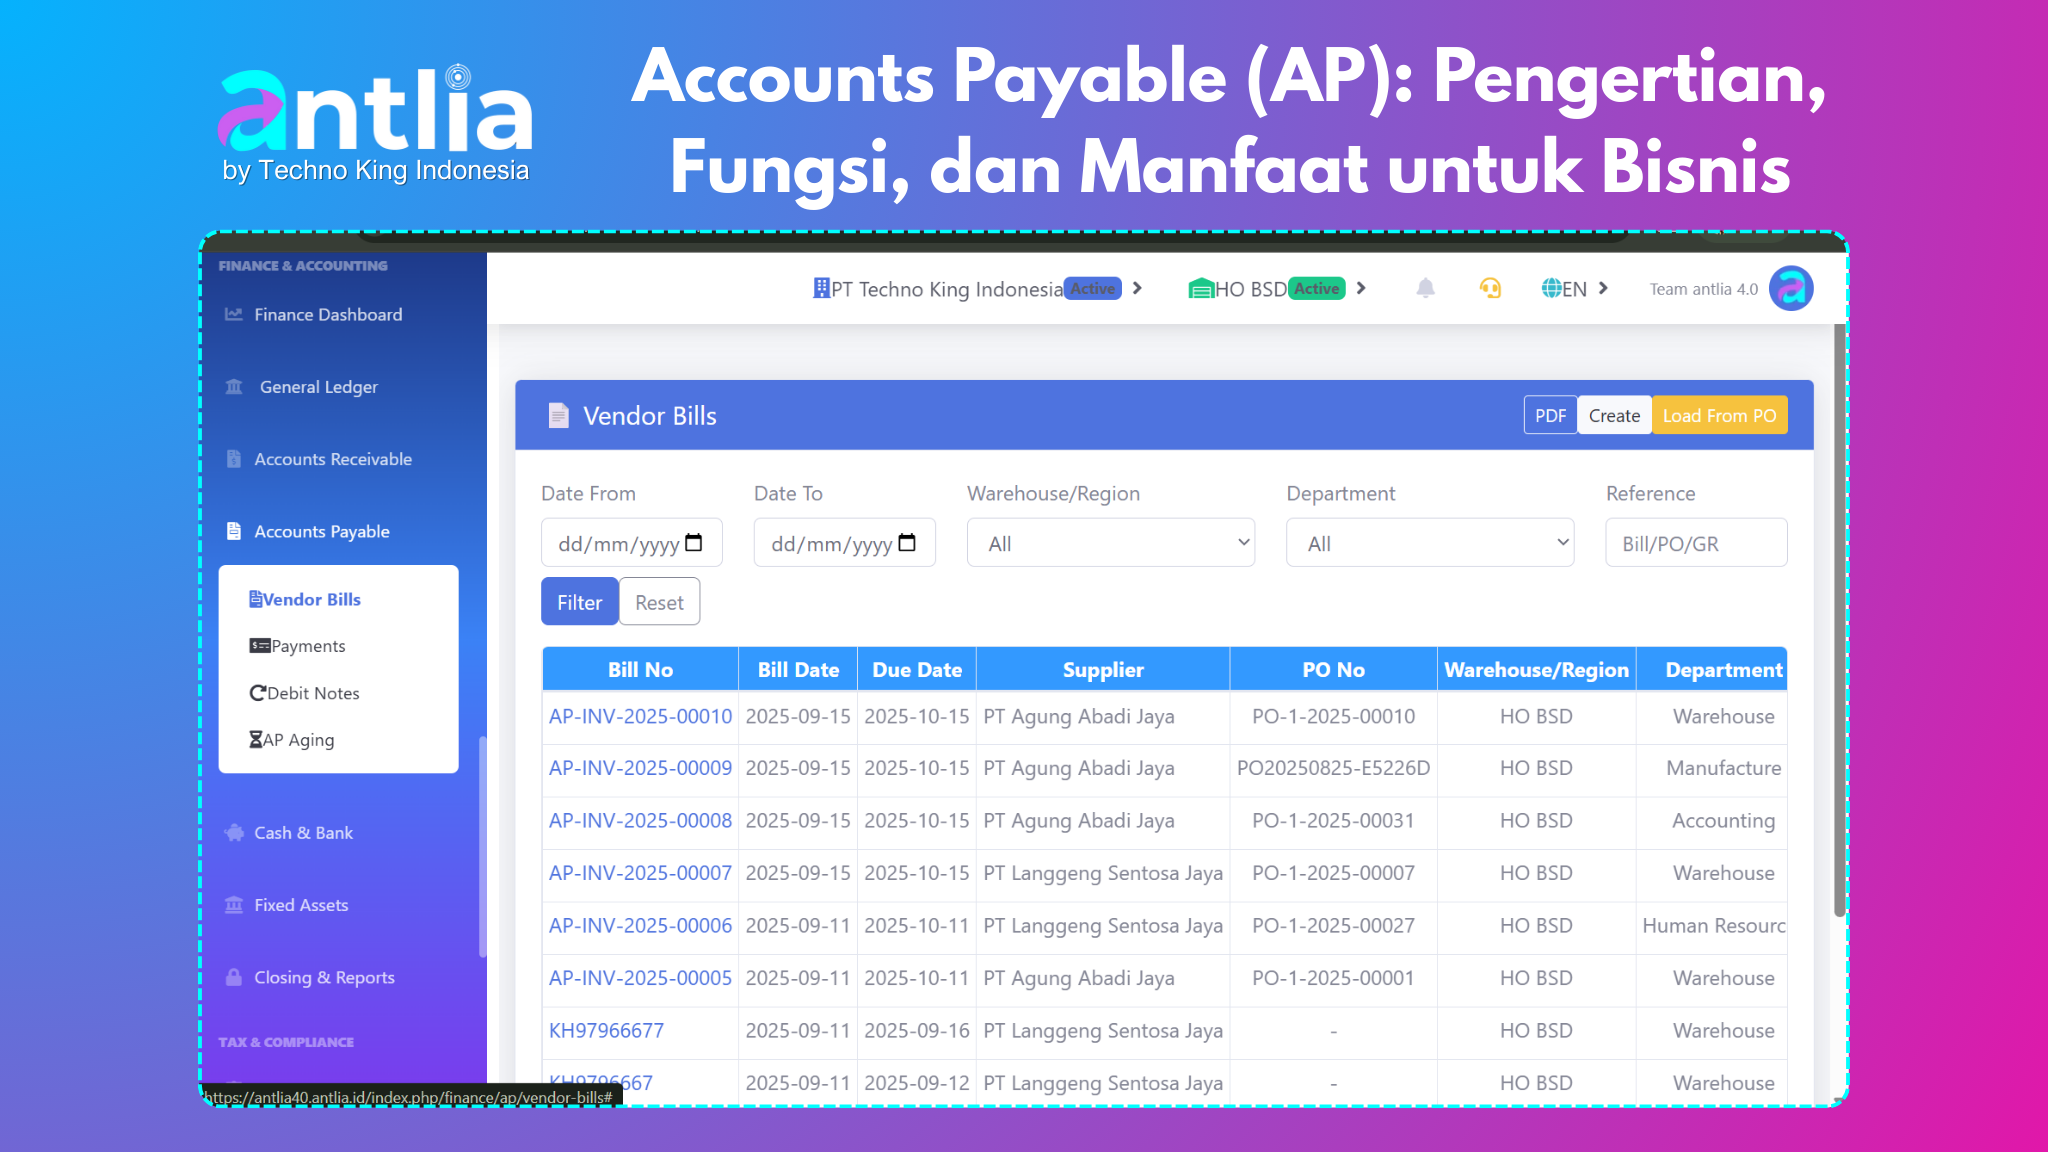 antlia
by Techno King Indonesia
Accounts Payable (AP): Pengertian,
Fungsi, dan Manfaat untuk Bisnis
FINANCE & ACCOUNTING
Finance Dashboard
General Ledger
Accounts Receivable
Accounts Payable
Vendor Bills
Payments
Debit Notes
AP Aging
Cash & Bank
Fixed Assets
Closing & Reports
TAX & COMPLIANCE
https://antlia40.antlia.id/index.php/finance/ap/vendor-bills#
PT Techno King Indonesia Active HO BSD Active EN Team antlia 4.0
Vendor Bills PDF Create Load From PO
Date From Date To Warehouse/Region Department Reference
dd/mm/yyyy dd/mm/yyyy All All Bill/PO/GR
Filter Reset
Bill No Bill Date Due Date Supplier PO No Warehouse/Region Department
AP-INV-2025-00010 2025-09-15 2025-10-15 PT Agung Abadi Jaya PO-1-2025-00010 HO BSD Warehouse
AP-INV-2025-00009 2025-09-15 2025-10-15 PT Agung Abadi Jaya PO20250825-E5226D HO BSD Manufacture
AP-INV-2025-00008 2025-09-15 2025-10-15 PT Agung Abadi Jaya PO-1-2025-00031 HO BSD Accounting
AP-INV-2025-00007 2025-09-15 2025-10-15 PT Langgeng Sentosa Jaya PO-1-2025-00007 HO BSD Warehouse
AP-INV-2025-00006 2025-09-11 2025-10-11 PT Langgeng Sentosa Jaya PO-1-2025-00027 HO BSD Human Resourc
AP-INV-2025-00005 2025-09-11 2025-10-11 PT Agung Abadi Jaya PO-1-2025-00001 HO BSD Warehouse
KH97966677 2025-09-11 2025-09-16 PT Langgeng Sentosa Jaya - HO BSD Warehouse
KH9796667 2025-09-11 2025-09-12 PT Langgeng Sentosa Jaya - HO BSD Warehouse